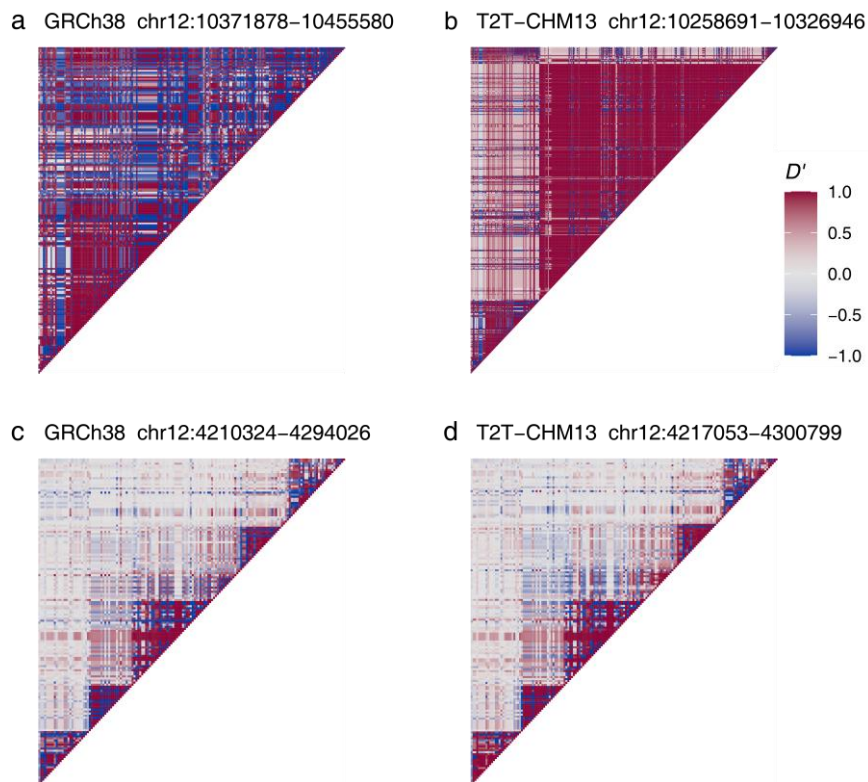 a GRCh38 chr12:10371878−10455580
b T2T−CHM13 chr12:10258691−10326946
D'
1.0
0.5
0.0
−0.5
−1.0
c GRCh38 chr12:4210324−4294026
d T2T−CHM13 chr12:4217053−4300799